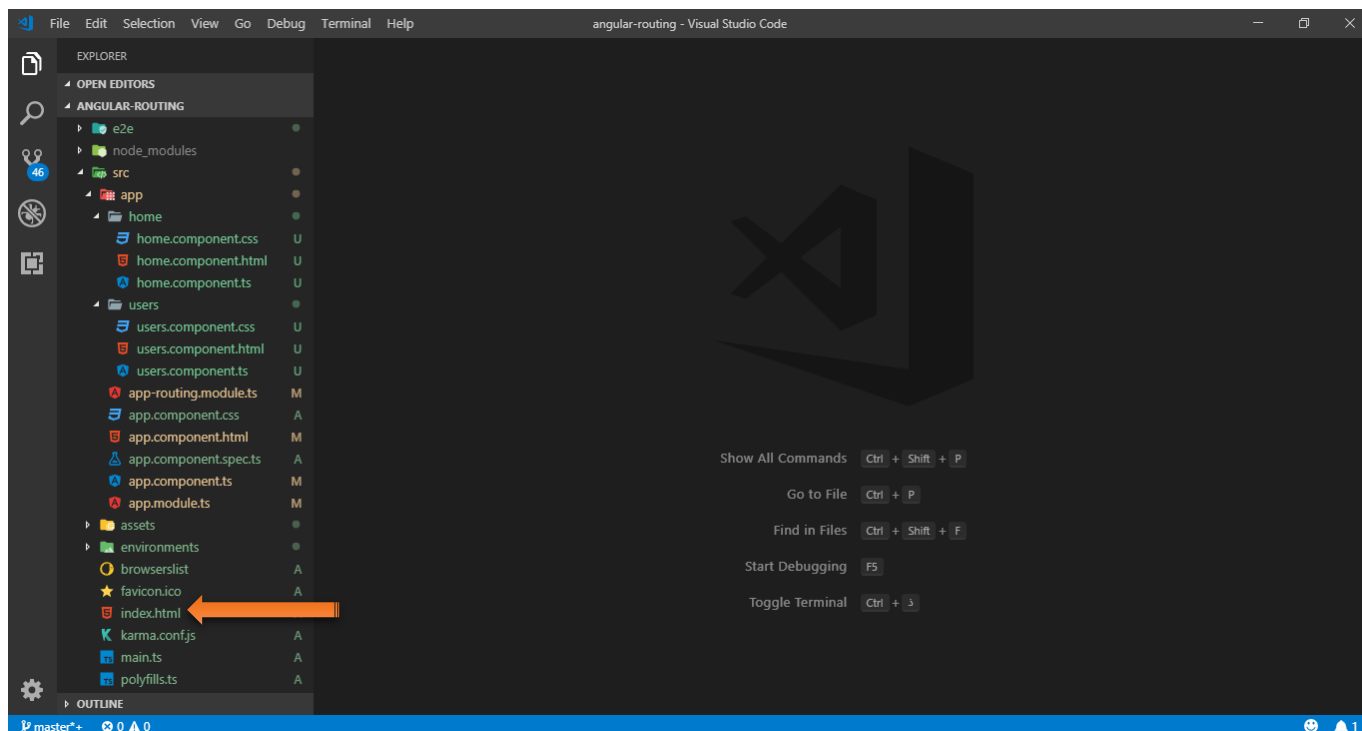 File Edit Selection View Go Debug Terminal Help angular-routing - Visual Studio Code
EXPLORER
OPEN EDITORS
ANGULAR-ROUTING
e2e
node_modules
src
app
home
home.component.css U
home.component.html U
home.component.ts U
users
users.component.css U
users.component.html U
users.component.ts U
app-routing.module.ts M
app.component.css A
app.component.html M
app.component.spec.ts A
app.component.ts M
app.module.ts M
assets
environments
browserslist A
favicon.ico A
index.html
karma.conf.js A
main.ts A
polyfills.ts A
OUTLINE
46
Show All Commands Ctrl + Shift + P
Go to File Ctrl + P
Find in Files Ctrl + Shift + F
Start Debugging F5
Toggle Terminal Ctrl + ذ
master*+ 0 0 1